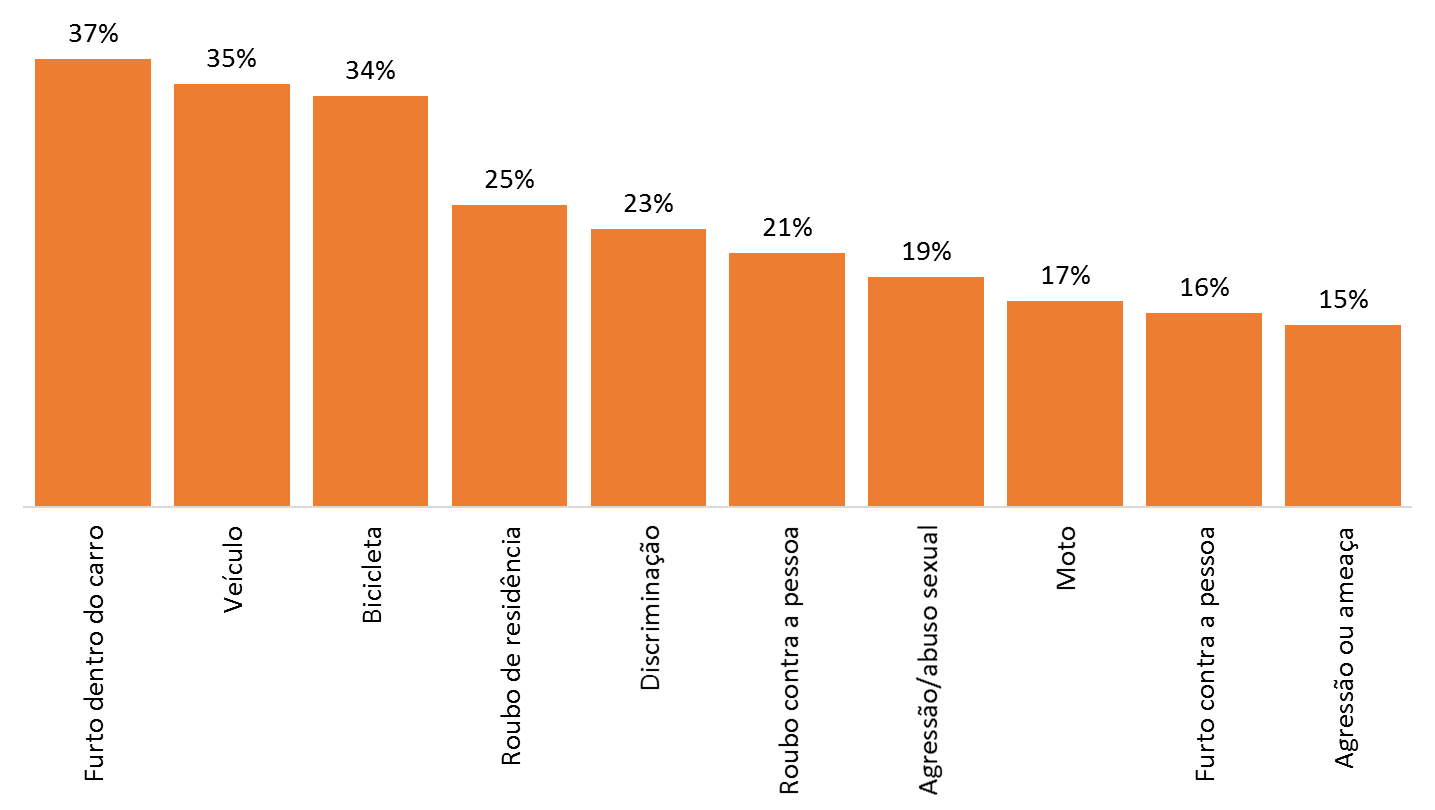 37%
35%
34%
25%
23%
21%
19%
17%
16%
15%
Furto dentro do carro
Veículo
Bicicleta
Roubo de residência
Discriminação
Roubo contra a pessoa
Agressão/abuso sexual
Moto
Furto contra a pessoa
Agressão ou ameaça